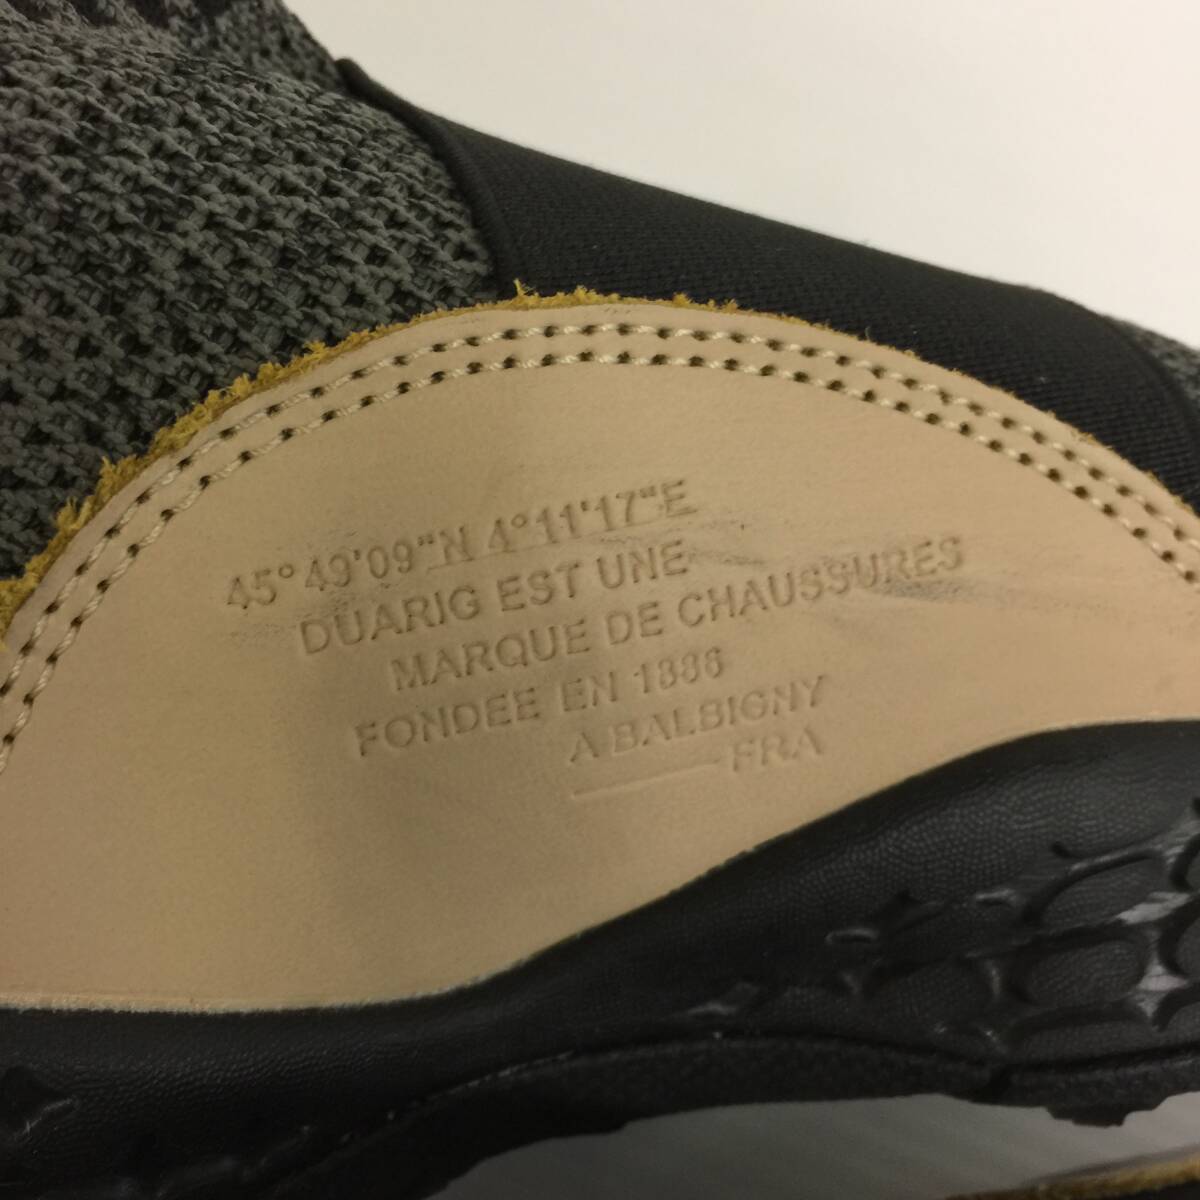 45°49'09"N 4°11'17"E
DUARIG EST UNE
MARQUE DE CHAUSSURES
FONDEE EN 1886
A BALBIGNY
FRA